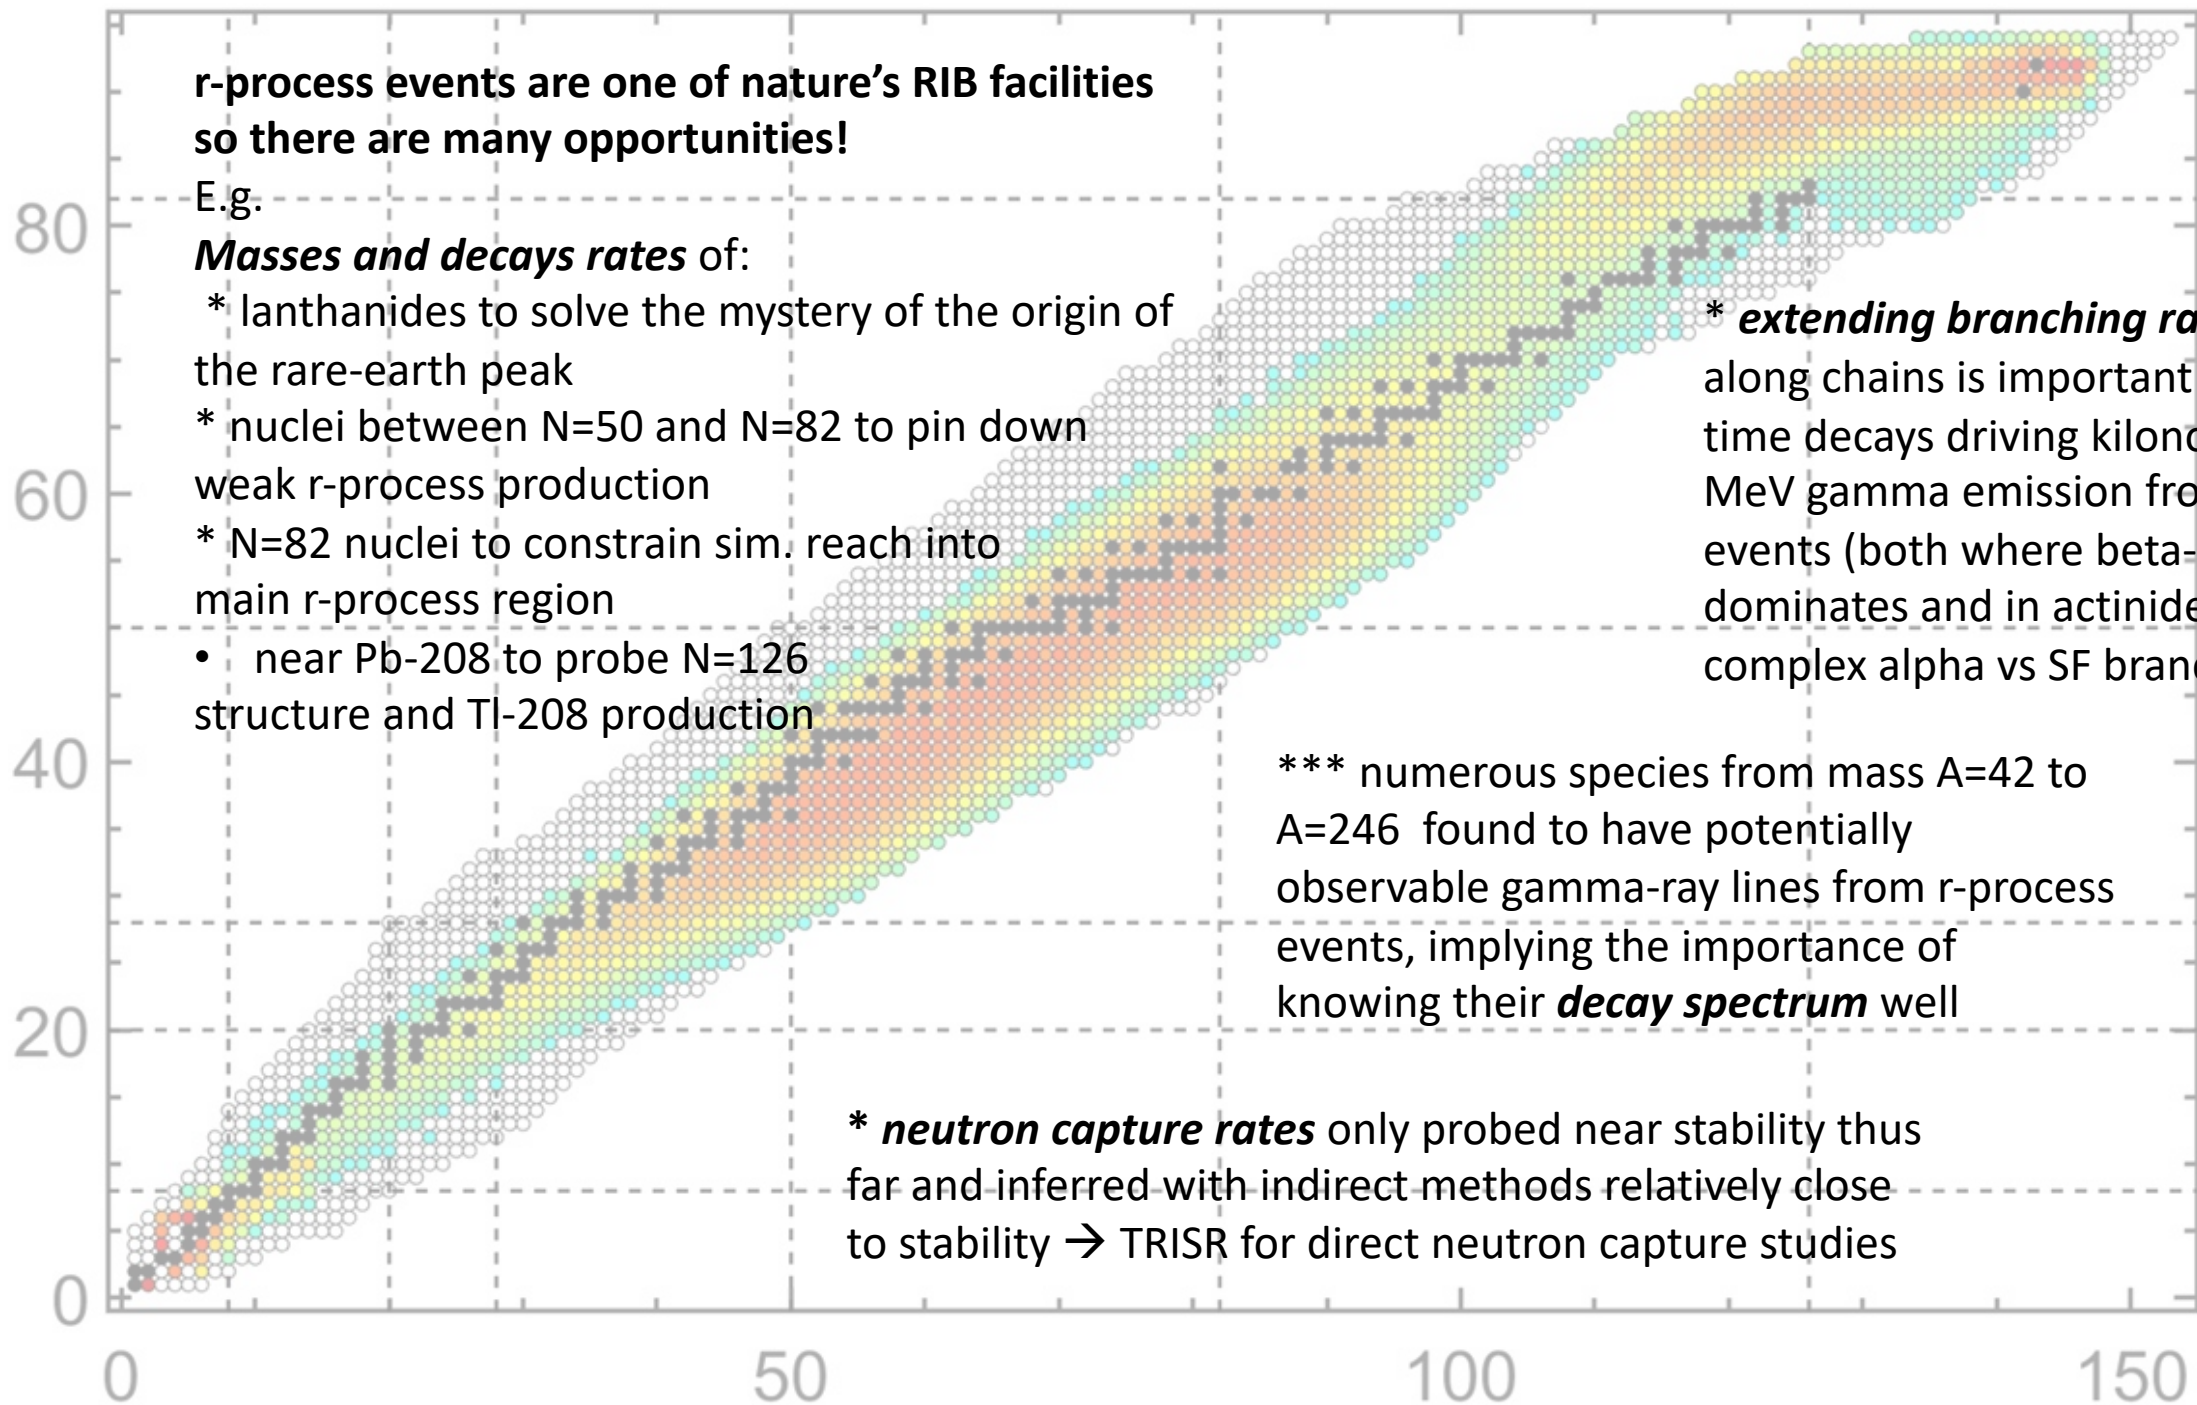 r-process events are one of nature’s RIB facilities
so there are many opportunities!
E.g.
Masses and decays rates of:
* lanthanides to solve the mystery of the origin of
the rare-earth peak
* nuclei between N=50 and N=82 to pin down
weak r-process production
* N=82 nuclei to constrain sim. reach into
main r-process region
• near Pb-208 to probe N=126
structure and Tl-208 production
* extending branching
along chains is important
time decays driving
MeV gamma emission
events (both where beta-
dominates and in
complex alpha vs SF
*** numerous species from mass A=42 to
A=246 found to have potentially
observable gamma-ray lines from r-process
events, implying the importance of
knowing their decay spectrum well
* neutron capture rates only probed near stability thus
far and inferred with indirect methods relatively close
to stability → TRISR for direct neutron capture studies
80
60
40
20
0
0 50 100 150